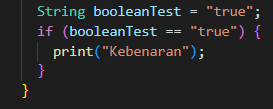 String booleanTest = "true";
if (booleanTest == "true") {
print("Kebenaran");
}
}